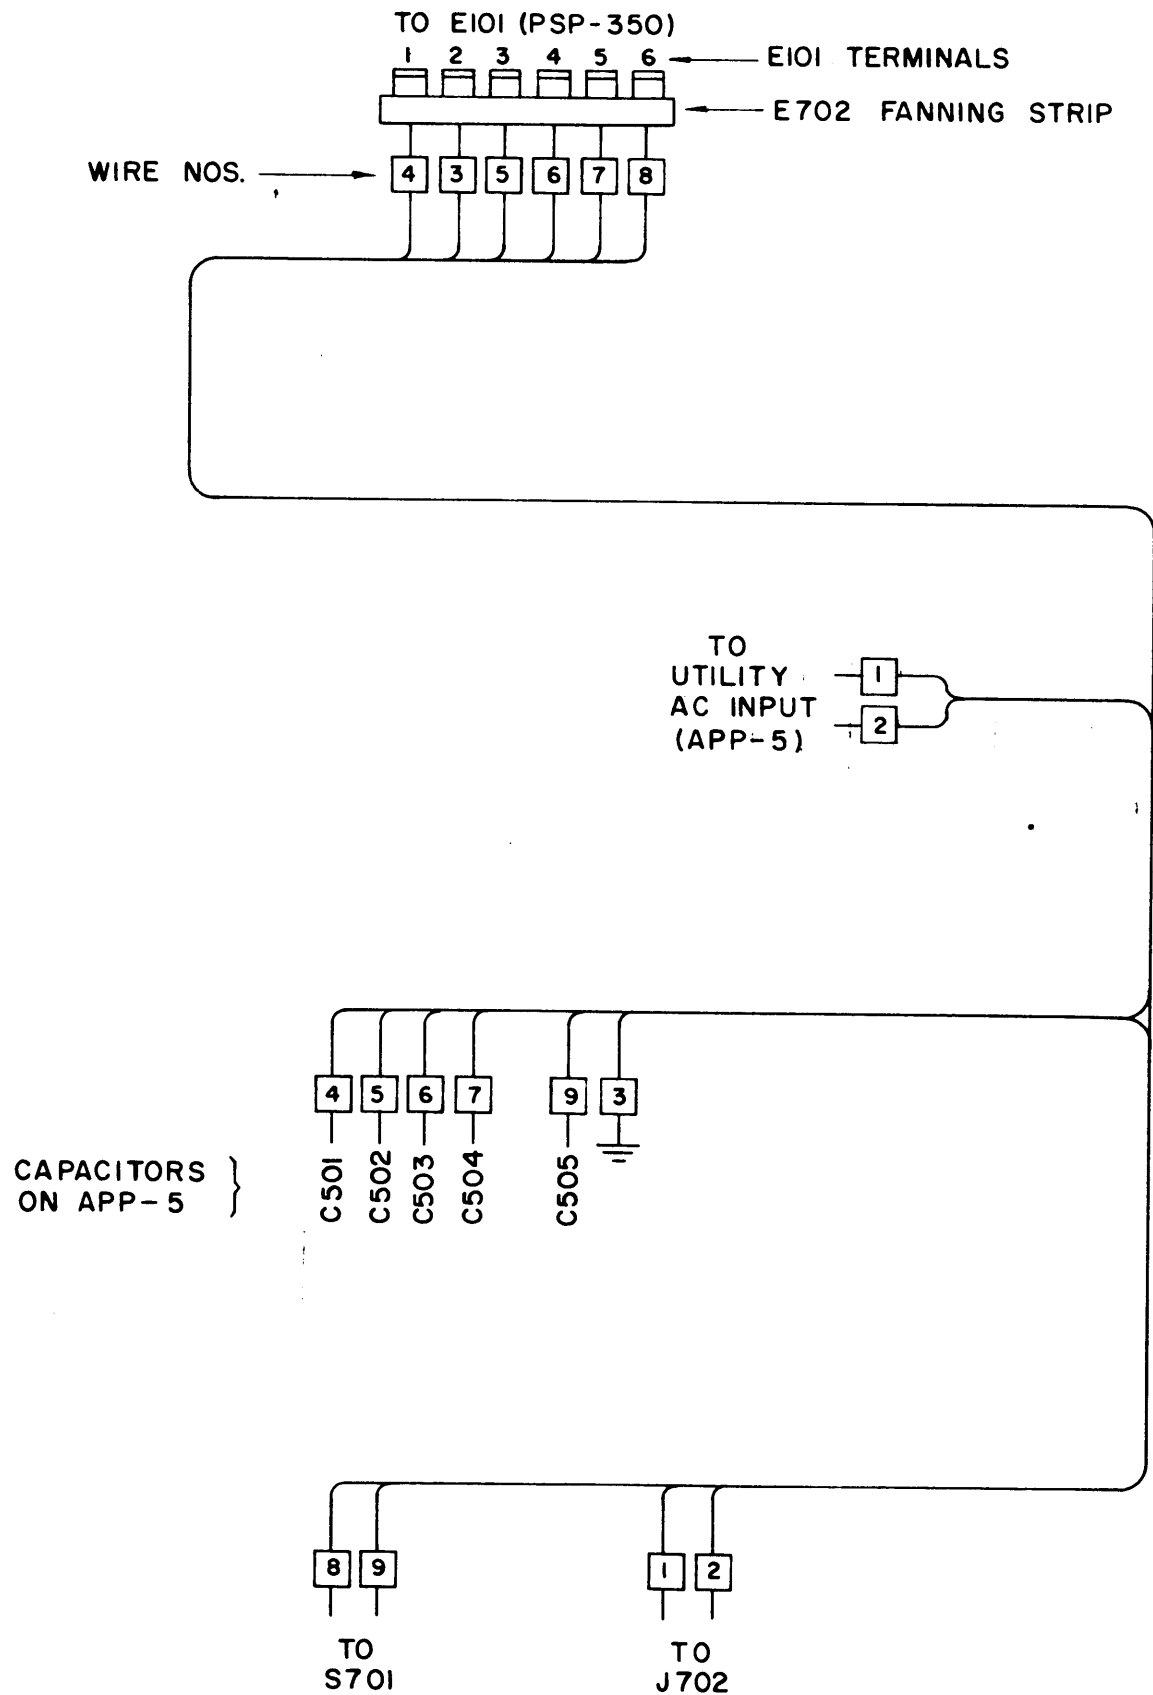 TO E101 (PSP-350)
1 2 3 4 5 6
E101 TERMINALS
E702 FANNING STRIP
WIRE NOS.
4 3 5 6 7 8
TO
UTILITY
AC INPUT
(APP-5)
1
2
4 5 6 7 9 3
CAPACITORS
ON APP-5
C501 C502 C503 C504 C505
8 9 1 2
TO
S701
TO
J702